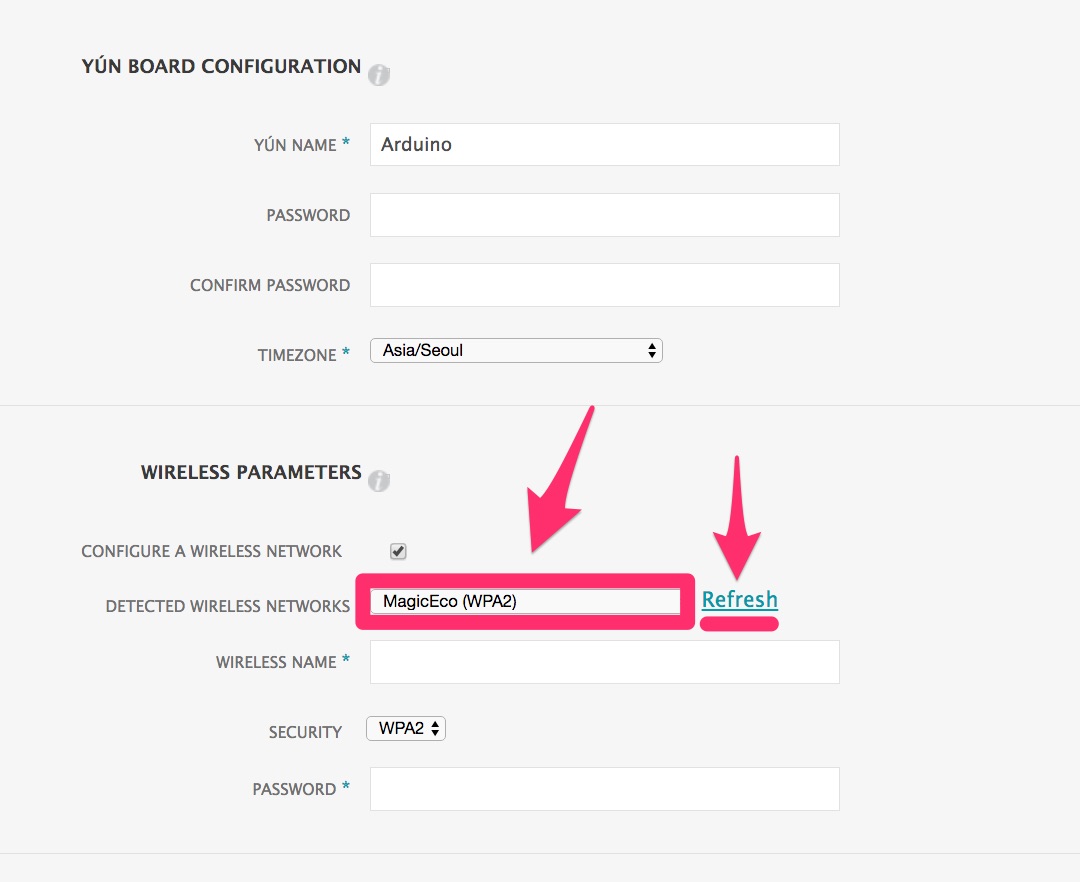 YÚN BOARD CONFIGURATION i
YÚN NAME * Arduino
PASSWORD
CONFIRM PASSWORD
TIMEZONE * Asia/Seoul
WIRELESS PARAMETERS i
CONFIGURE A WIRELESS NETWORK
DETECTED WIRELESS NETWORKS MagicEco (WPA2) Refresh
WIRELESS NAME *
SECURITY WPA2
PASSWORD *